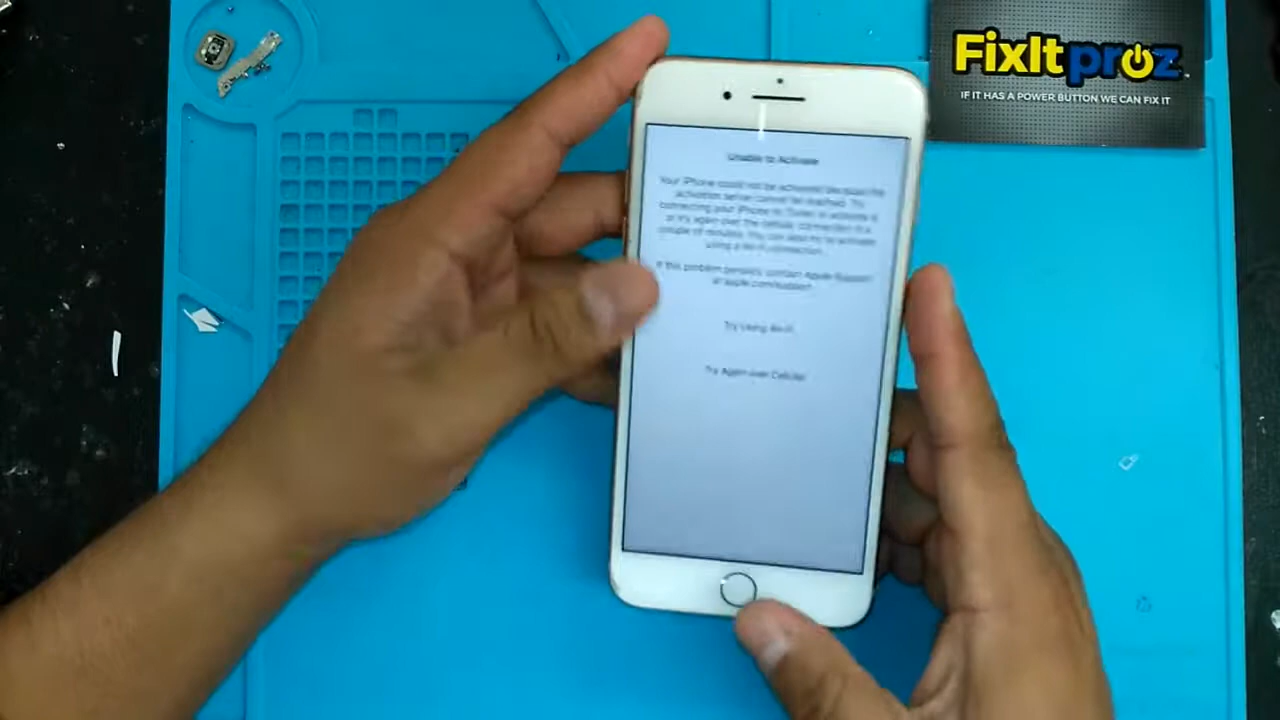 FixItproz
IF IT HAS A POWER BUTTON WE CAN FIX IT
Unable to Activate
Your iPhone could not be activated because the
activation server cannot be reached. Try
connecting your iPhone to iTunes to activate it,
or try again over the cellular connection in a
couple of minutes. You can also try to activate
using a Wi-Fi connection.
If this problem persists, contact Apple Support
at apple.com/support
Try Using Wi-Fi
Try Again over Cellular